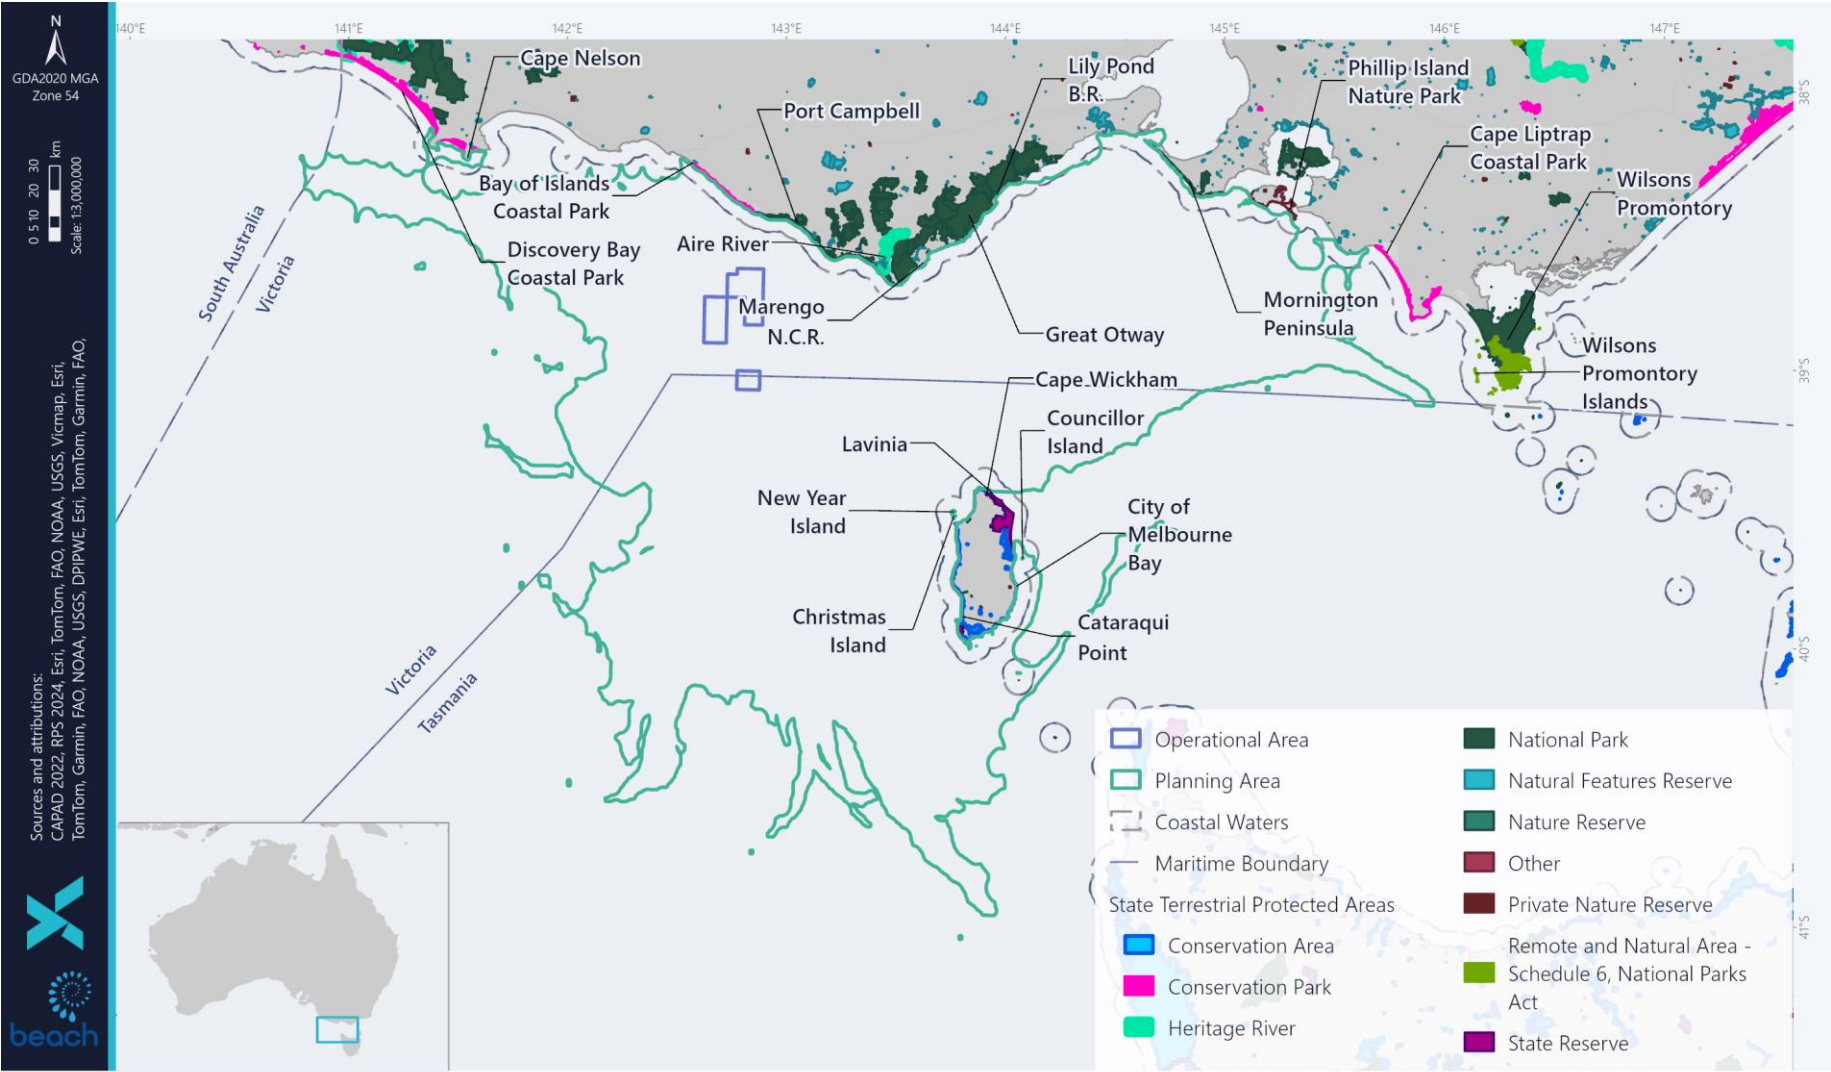 N
GDA2020 MGA
Zone 54
0 5 10 20 30 km
Scale: 1:3,000,000
Sources and attributions:
CAPAD 2022, RPS 2024, Esri, TomTom, FAO, NOAA, USGS, Vicmap, Esri,
TomTom, Garmin, FAO, NOAA, USGS, DPIPWE, Esri, TomTom, Garmin, FAO,
beach
140°E
141°E
142°E
143°E
144°E
145°E
146°E
147°E
38°S
39°S
40°S
41°S
Cape Nelson
Port Campbell
Lily Pond
B.R.
Phillip Island
Nature Park
Cape Liptrap
Coastal Park
Wilsons
Promontory
Bay of Islands
Coastal Park
Discovery Bay
Coastal Park
Aire River
Marengo
N.C.R.
Great Otway
Mornington
Peninsula
Wilsons
Promontory
Islands
South Australia
Victoria
Cape Wickham
Councillor
Island
Lavinia
New Year
Island
City of
Melbourne
Bay
Christmas
Island
Cataraqui
Point
Victoria
Tasmania
Operational Area
Planning Area
Coastal Waters
Maritime Boundary
State Terrestrial Protected Areas
Conservation Area
Conservation Park
Heritage River
National Park
Natural Features Reserve
Nature Reserve
Other
Private Nature Reserve
Remote and Natural Area -
Schedule 6, National Parks
Act
State Reserve